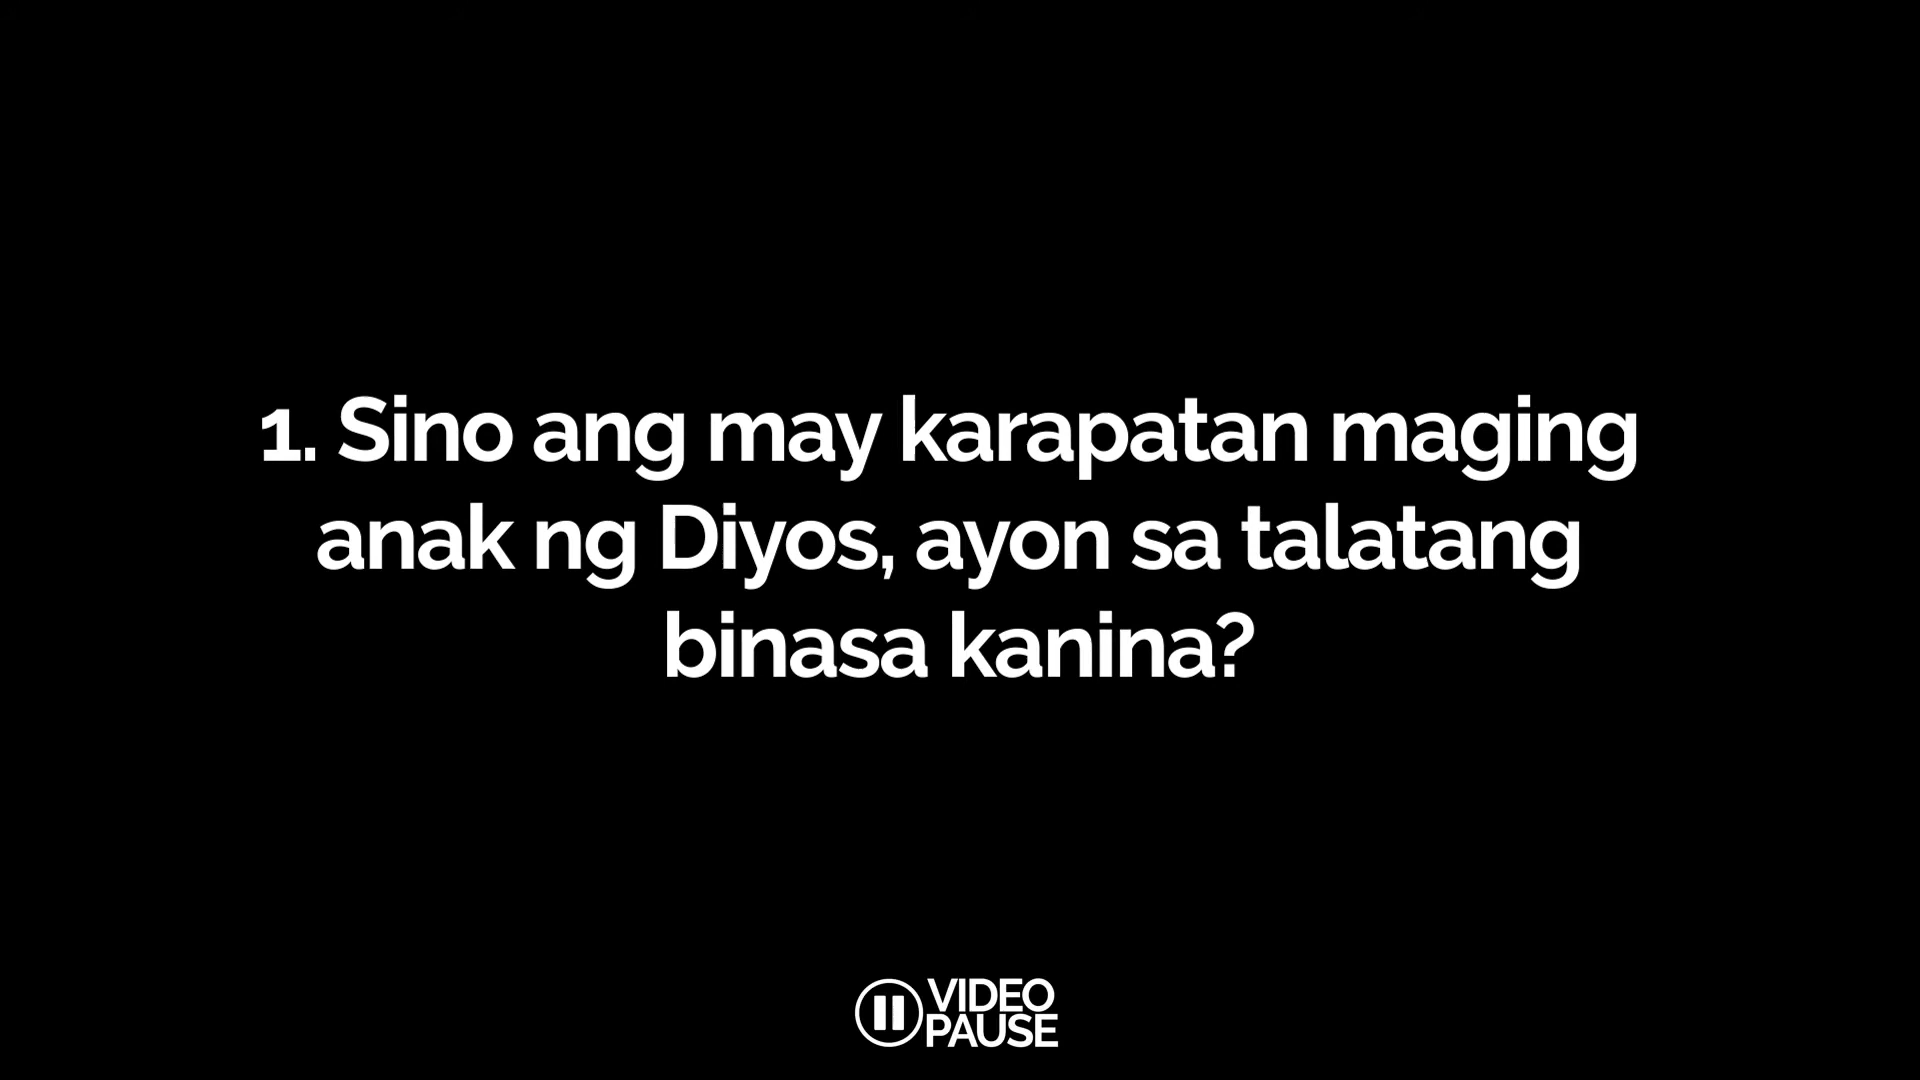 1. Sino ang may karapatan maging
anak ng Diyos, ayon sa talatang
binasa kanina?
VIDEO
PAUSE